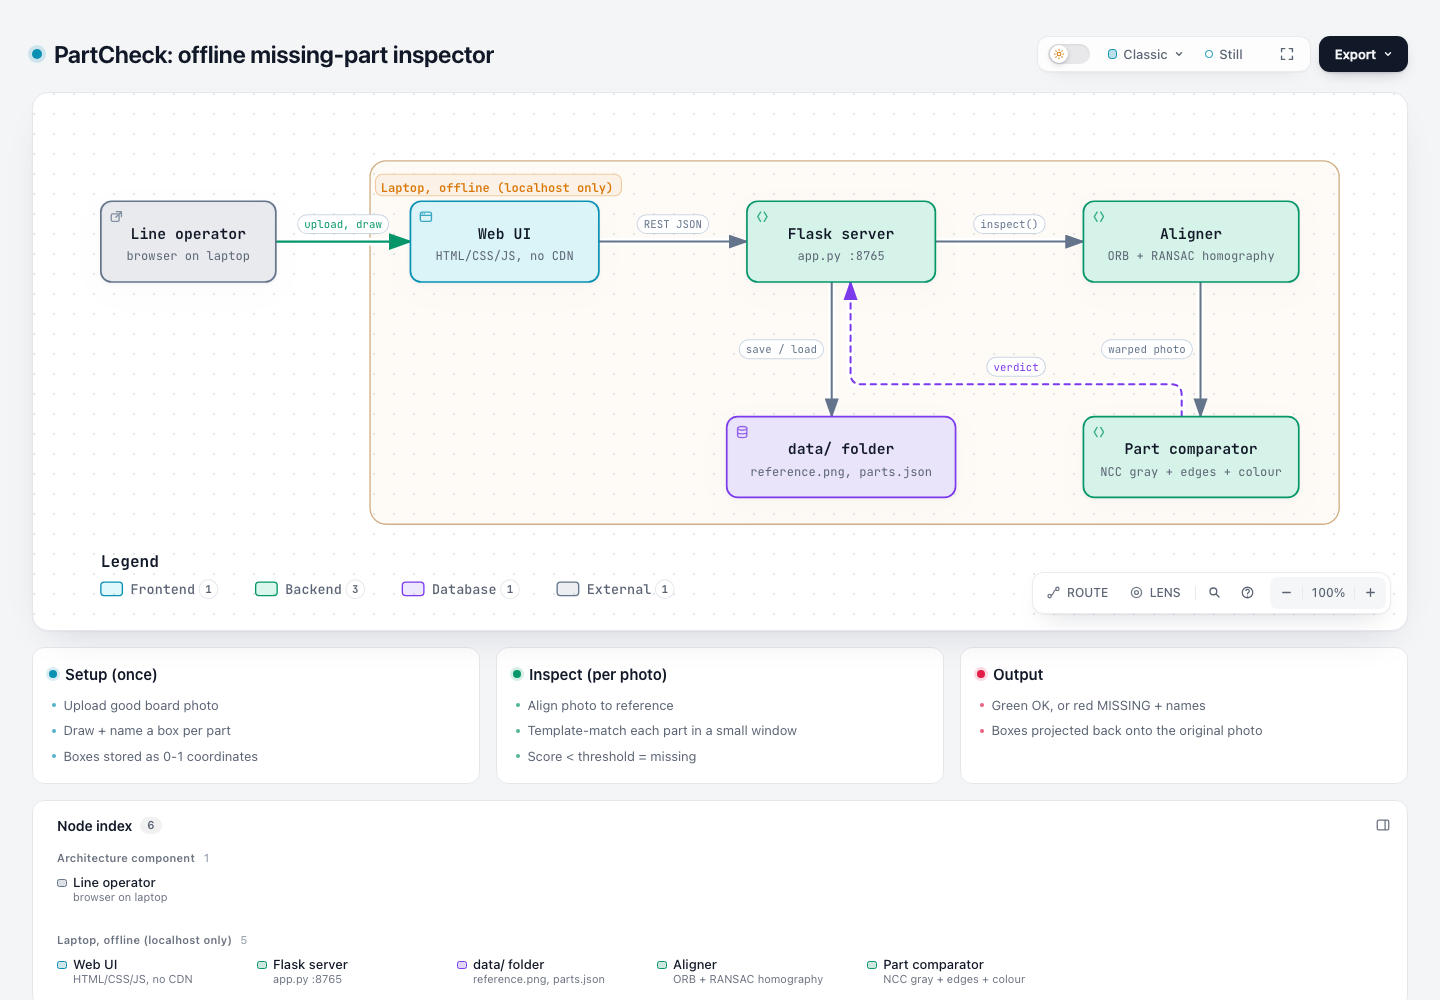 PartCheck: offline missing-part inspector
Classic
Still
Export
Laptop, offline (localhost only)
Line operator
browser on laptop
upload, draw
Web UI
HTML/CSS/JS, no CDN
REST JSON
Flask server
app.py :8765
inspect()
Aligner
ORB + RANSAC homography
save / load
warped photo
verdict
data/ folder
reference.png, parts.json
Part comparator
NCC gray + edges + colour
Legend
Frontend 1
Backend 3
Database 1
External 1
ROUTE
LENS
− 100% +
Setup (once)
Upload good board photo
Draw + name a box per part
Boxes stored as 0-1 coordinates
Inspect (per photo)
Align photo to reference
Template-match each part in a small window
Score < threshold = missing
Output
Green OK, or red MISSING + names
Boxes projected back onto the original photo
Node index 6
Architecture component 1
Line operator
browser on laptop
Laptop, offline (localhost only) 5
Web UI
HTML/CSS/JS, no CDN
Flask server
app.py :8765
data/ folder
reference.png, parts.json
Aligner
ORB + RANSAC homography
Part comparator
NCC gray + edges + colour